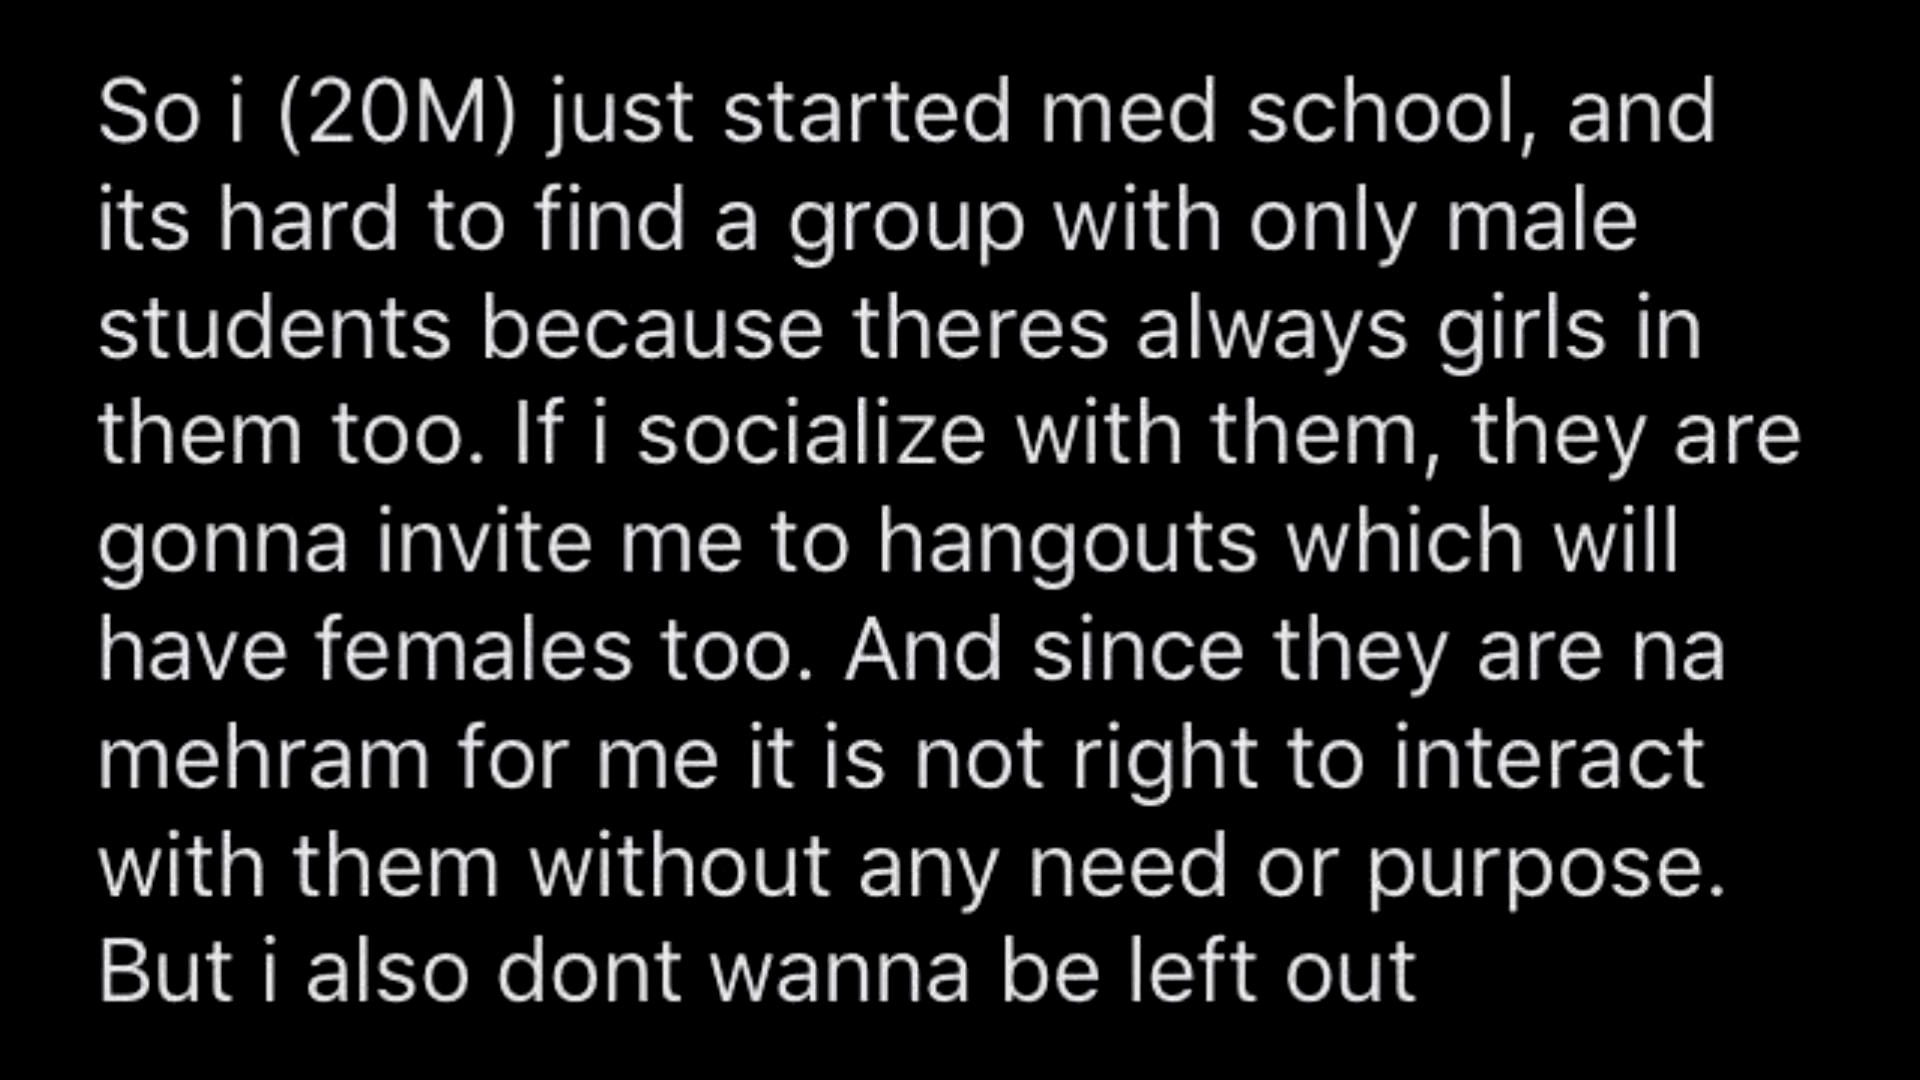 So i (20M) just started med school, and
its hard to find a group with only male
students because theres always girls in
them too. If i socialize with them, they are
gonna invite me to hangouts which will
have females too. And since they are na
mehram for me it is not right to interact
with them without any need or purpose.
But i also dont wanna be left out